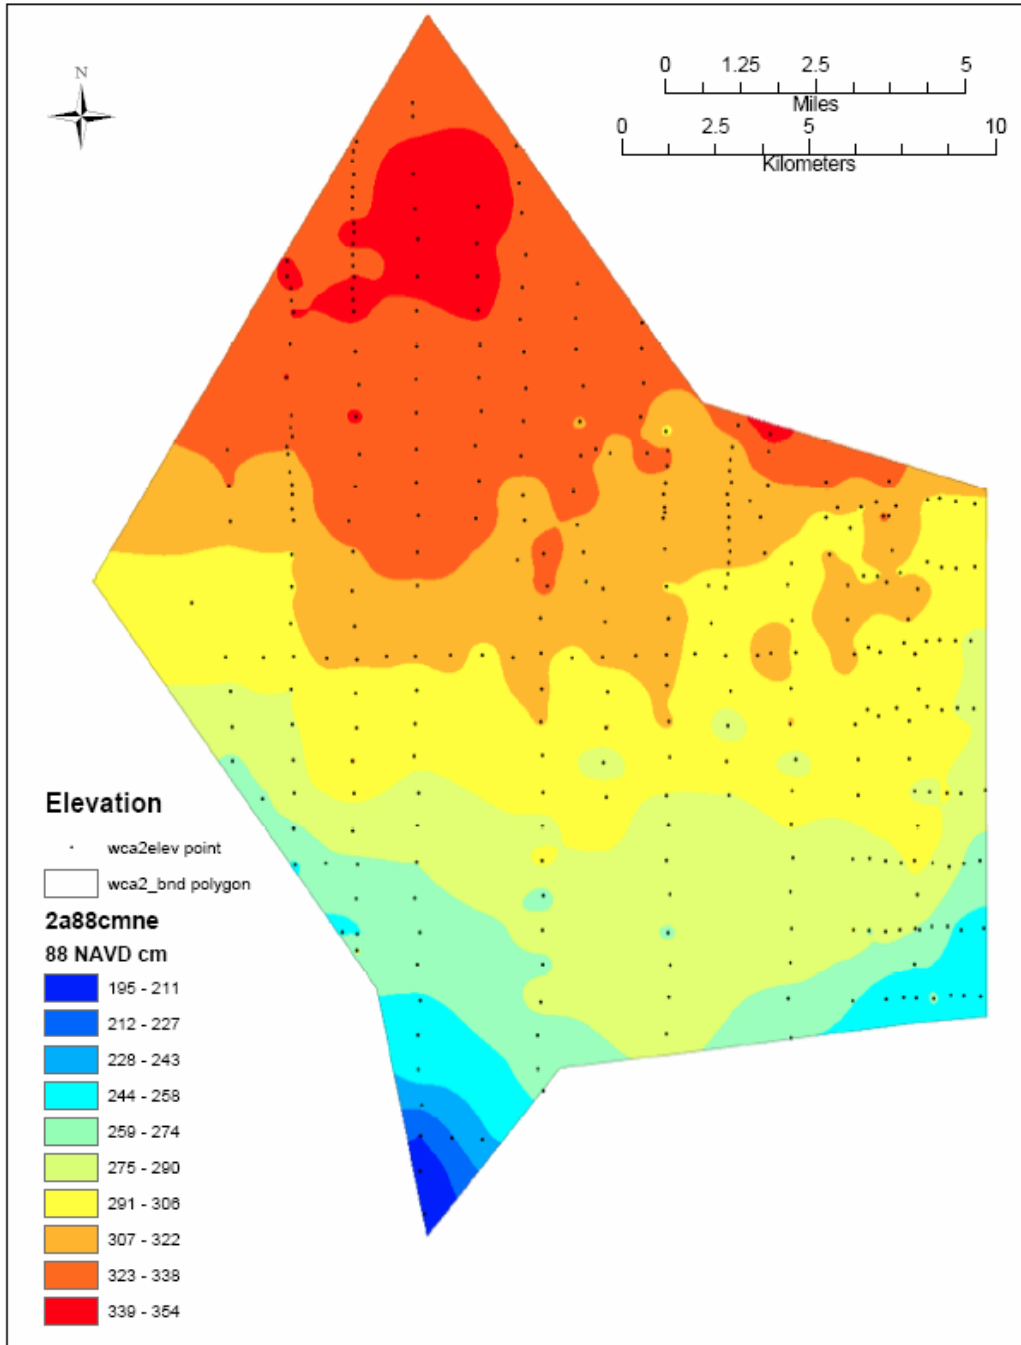 N
0 1.25 2.5 5
Miles
0 2.5 5 10
Kilometers
Elevation
wca2elev point
wca2_bnd polygon
2a88cmne
88 NAVD cm
195 - 211
212 - 227
228 - 243
244 - 258
259 - 274
275 - 290
291 - 306
307 - 322
323 - 338
339 - 354